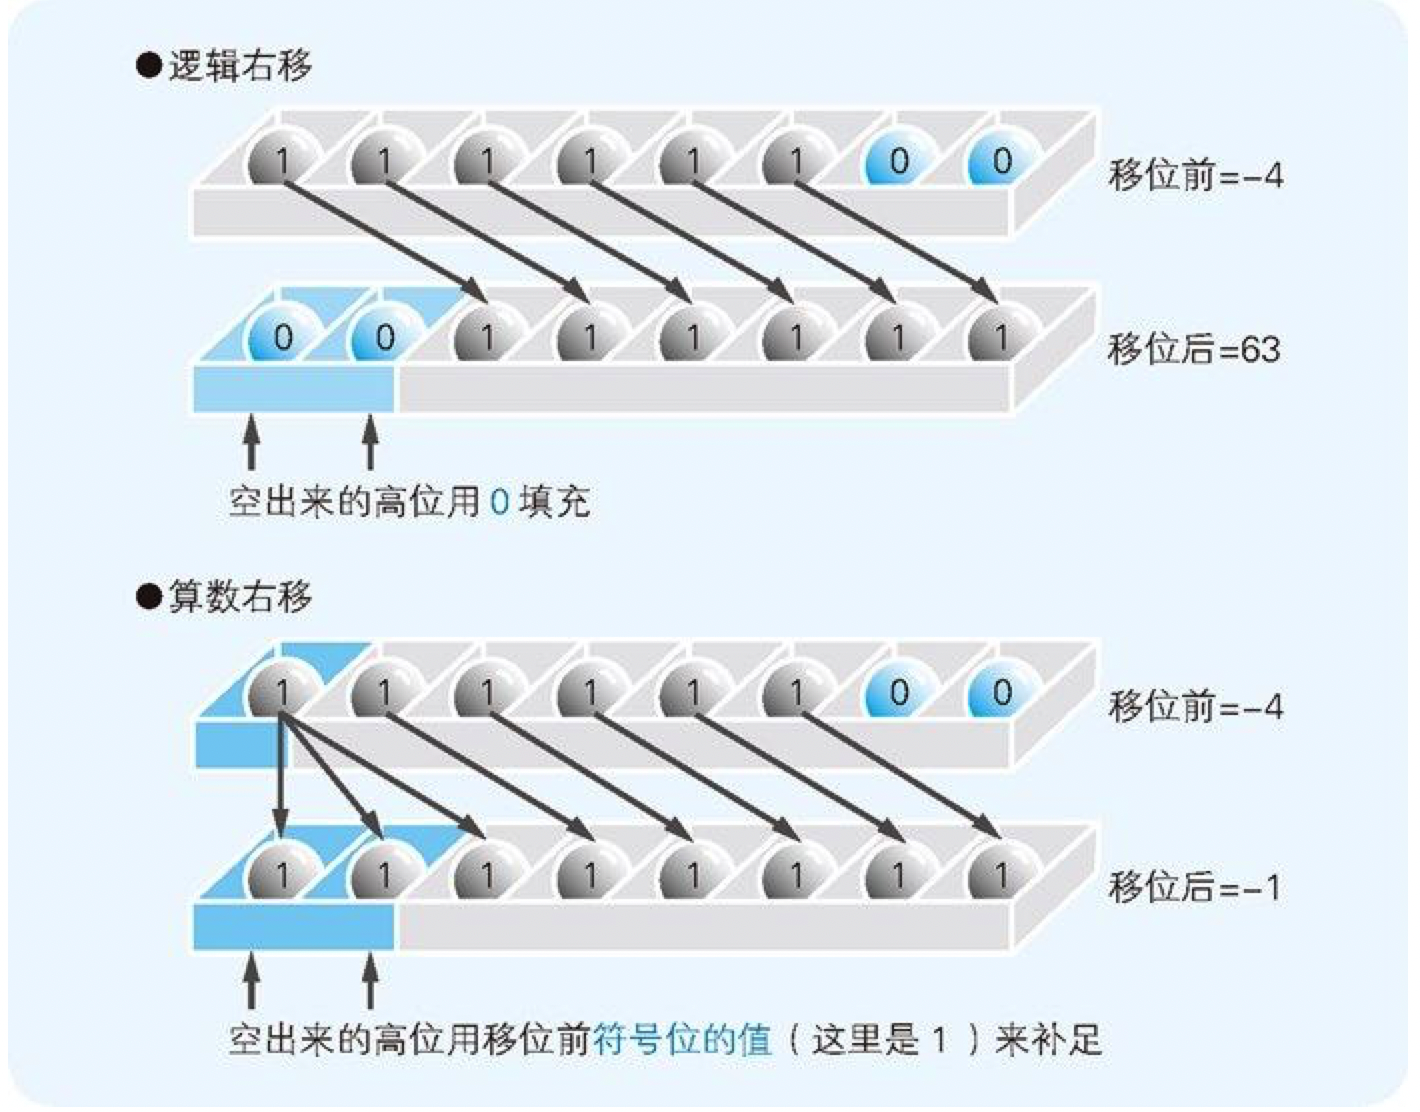 ●逻辑右移
1 1 1 1 1 1 0 0 移位前=−4
0 0 1 1 1 1 1 1 移位后=63
空出来的高位用 0 填充
●算数右移
1 1 1 1 1 1 0 0 移位前=−4
1 1 1 1 1 1 1 1 移位后=−1
空出来的高位用移位前符号位的值（这里是 1 ）来补足